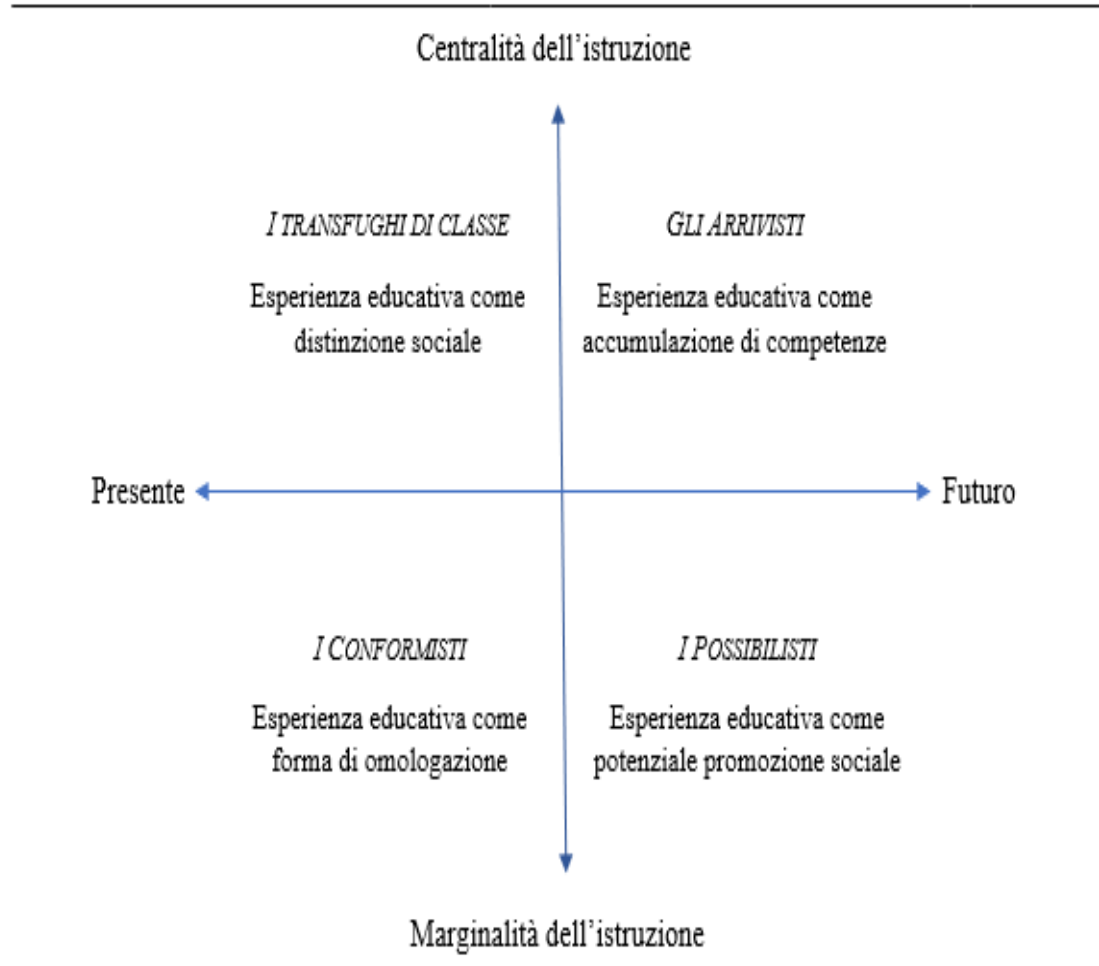 Centralità dell’istruzione
I TRANSFUGHI DI CLASSE
Esperienza educativa come
distinzione sociale
GLI ARRIVISTI
Esperienza educativa come
accumulazione di competenze
Presente
Futuro
I CONFORMISTI
Esperienza educativa come
forma di omologazione
I POSSIBILISTI
Esperienza educativa come
potenziale promozione sociale
Marginalità dell’istruzione